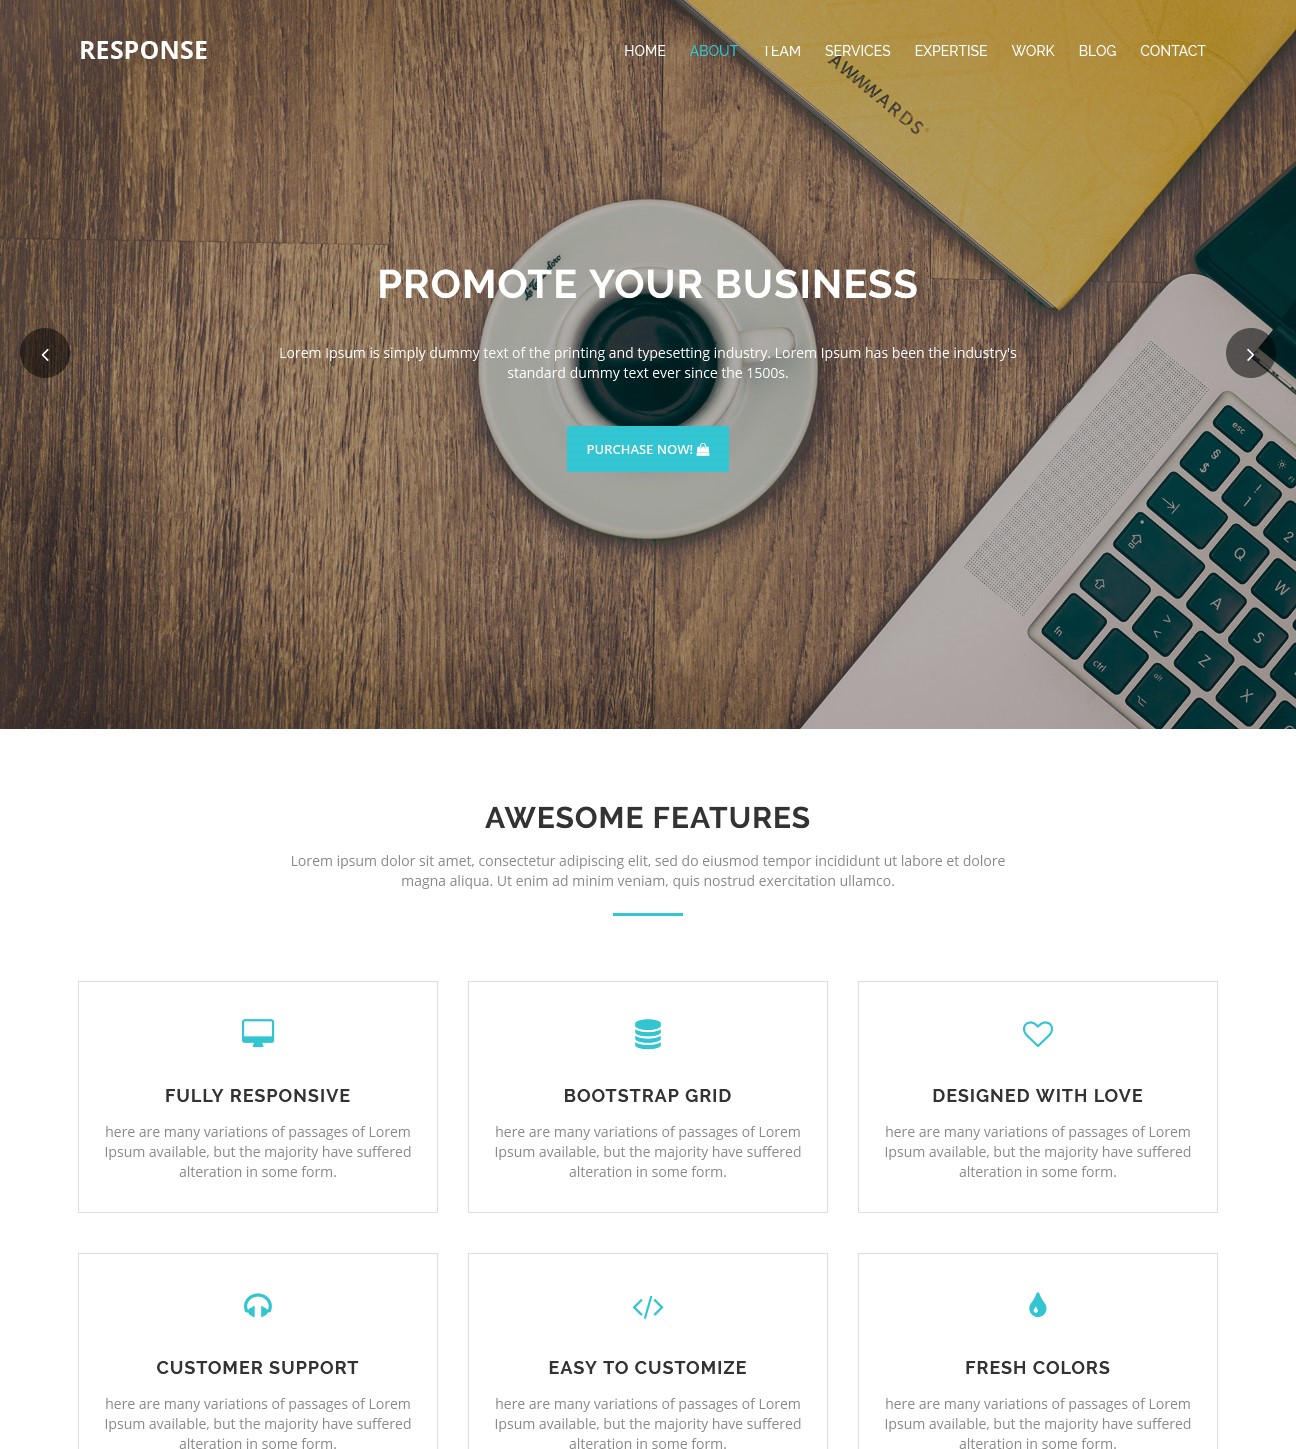 RESPONSE
HOME ABOUT TEAM SERVICES EXPERTISE WORK BLOG CONTACT
AWWWARDS
PROMOTE YOUR BUSINESS
Lorem Ipsum is simply dummy text of the printing and typesetting industry. Lorem Ipsum has been the industry's
standard dummy text ever since the 1500s.
PURCHASE NOW!
esc
§
$
!
1
2
Q
W
A
S
fn
>
<
Z
X
ctrl
alt
AWESOME FEATURES
Lorem ipsum dolor sit amet, consectetur adipiscing elit, sed do eiusmod tempor incididunt ut labore et dolore
magna aliqua. Ut enim ad minim veniam, quis nostrud exercitation ullamco.
FULLY RESPONSIVE
here are many variations of passages of Lorem
Ipsum available, but the majority have suffered
alteration in some form.
BOOTSTRAP GRID
here are many variations of passages of Lorem
Ipsum available, but the majority have suffered
alteration in some form.
DESIGNED WITH LOVE
here are many variations of passages of Lorem
Ipsum available, but the majority have suffered
alteration in some form.
CUSTOMER SUPPORT
here are many variations of passages of Lorem
Ipsum available, but the majority have suffered
alteration in some form.
EASY TO CUSTOMIZE
here are many variations of passages of Lorem
Ipsum available, but the majority have suffered
alteration in some form.
FRESH COLORS
here are many variations of passages of Lorem
Ipsum available, but the majority have suffered
alteration in some form.